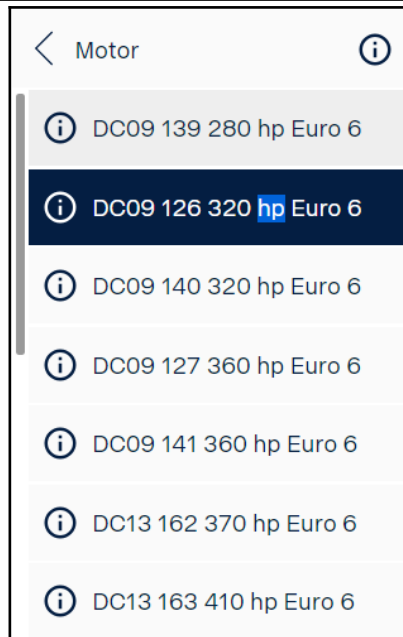 Motor
DC09 139 280 hp Euro 6
DC09 126 320 hp Euro 6
DC09 140 320 hp Euro 6
DC09 127 360 hp Euro 6
DC09 141 360 hp Euro 6
DC13 162 370 hp Euro 6
DC13 163 410 hp Euro 6